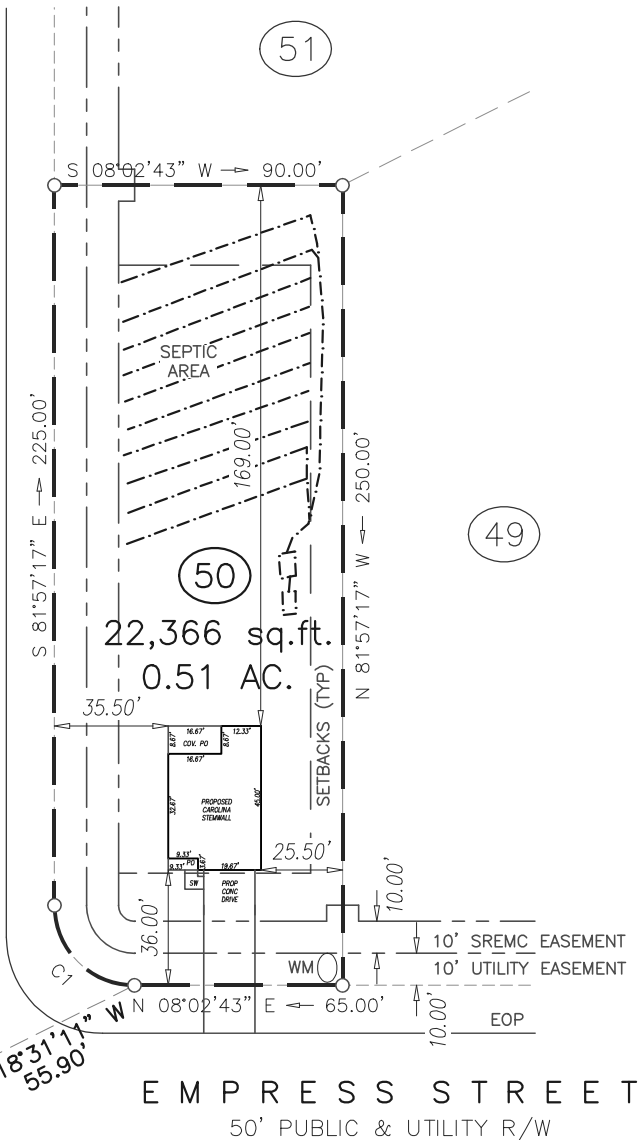 51
S 08°02'43" W → 90.00'
SEPTIC
AREA
S 81°57'17" E → 225.00'
169.00'
N 81°57'17" W ← 250.00'
49
50
22,366 sq.ft.
0.51 AC.
35.50'
SETBACKS (TYP)
16.67'
12.33'
8.67'
COV. PO
8.67'
16.67'
32.67'
PROPOSED
CAROLINA
STEMWALL
45.00'
9.33'
9.33'
PO
3.67'
19.67'
25.50'
SW
PROP
CONC
DRIVE
36.00'
10.00'
10' SREMC EASEMENT
WM
10' UTILITY EASEMENT
C1
N 08°02'43" E ← 65.00'
10.00'
EOP
18°31'11" W
55.90'
EMPRESS STREET
50' PUBLIC & UTILITY R/W